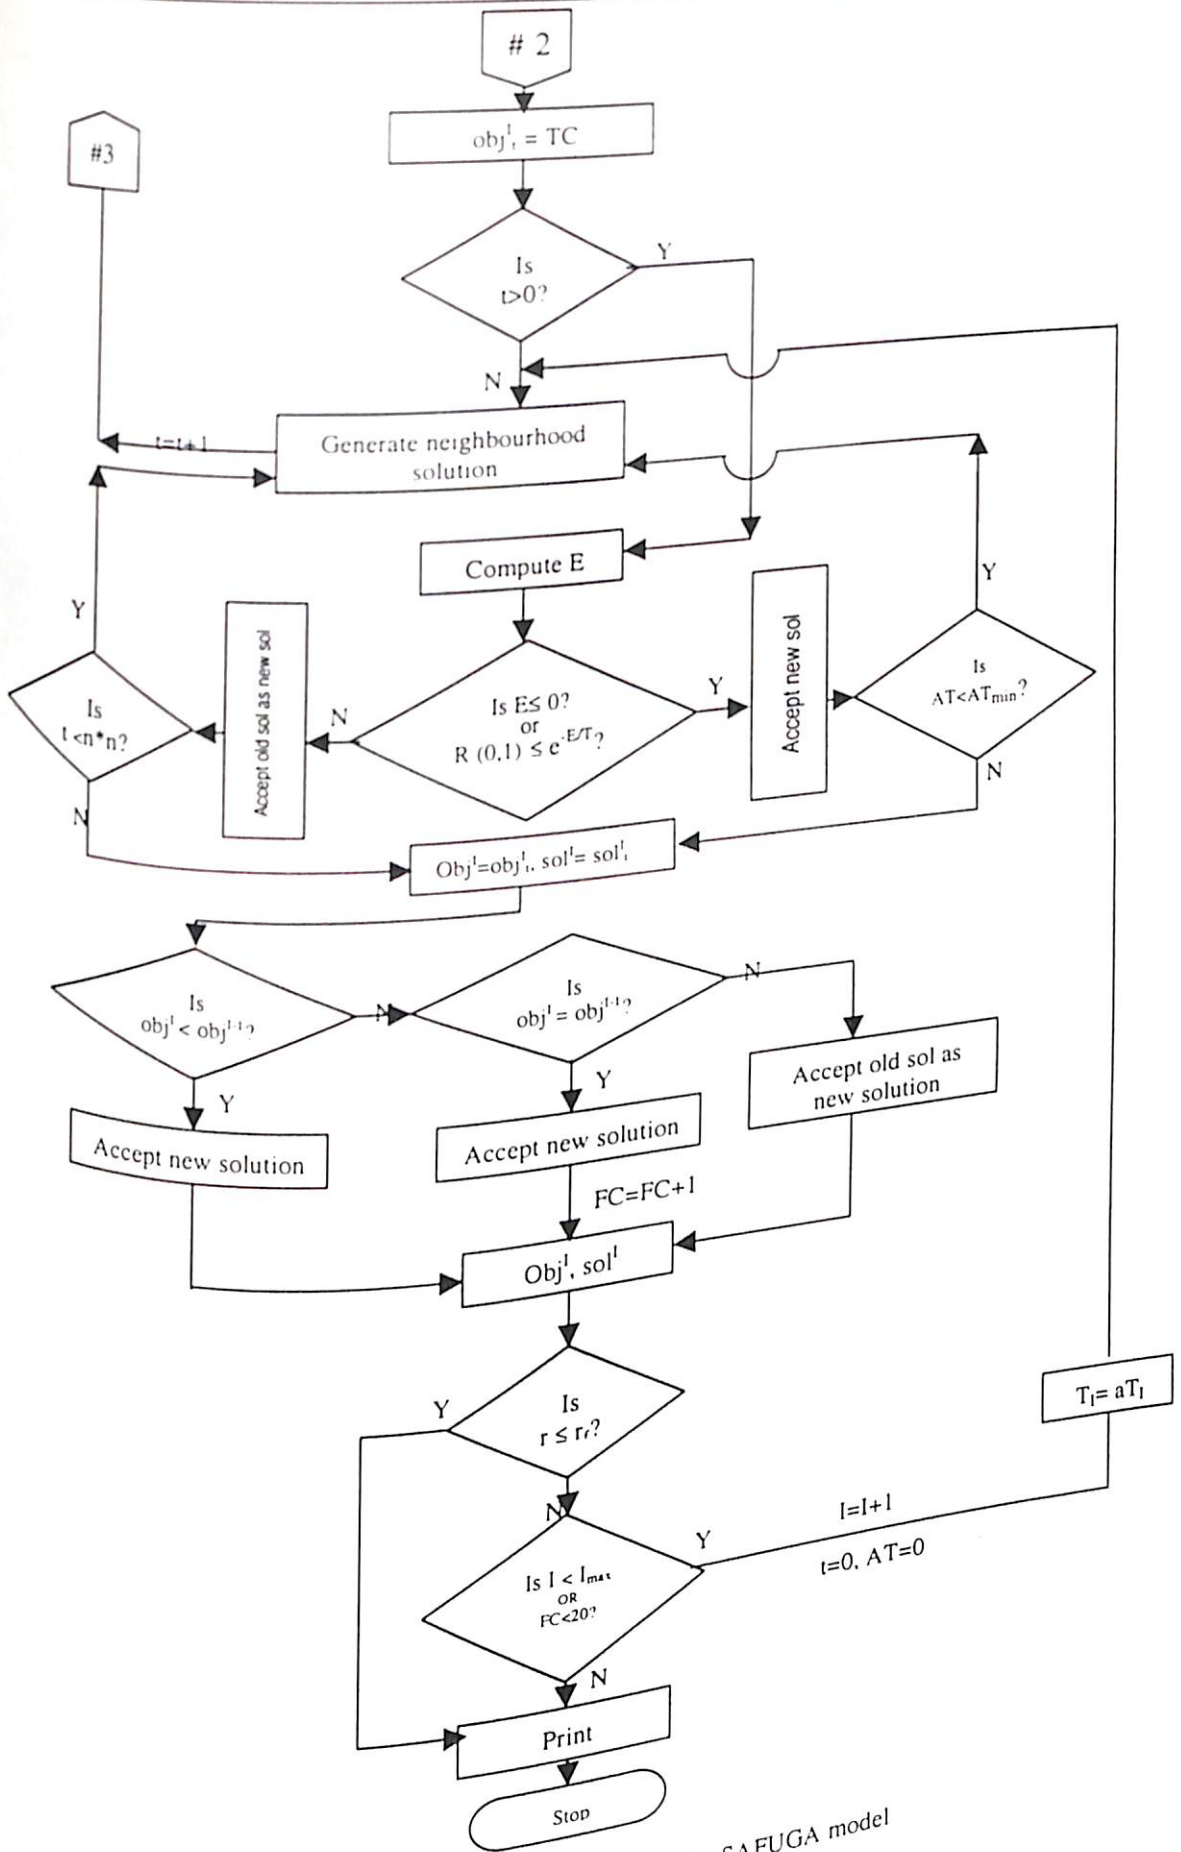 # 2
#3
obj^I_t = TC
Is
t>0?
Y
N
t=t+1
Generate neighbourhood
solution
Compute E
Y
Y
Accept old sol as new sol
Accept new sol
Is
t<n*n?
N
Is E≤ 0?
or
R (0,1) ≤ e^-E/T?
Y
Is
AT<AT_min?
N
N
Obj^I=obj^I_t, sol^I= sol^I_t
Is
obj^I < obj^I-1?
N
Is
obj^I = obj^I-1?
N
Accept old sol as
new solution
Y
Y
Accept new solution
Accept new solution
FC=FC+1
Obj^I, sol^I
Is
r ≤ r_f?
Y
T_I= aT_I
N
I=I+1
Y
t=0, AT=0
Is I < I_max
OR
FC<20?
N
Print
Stop
SAFUGA model